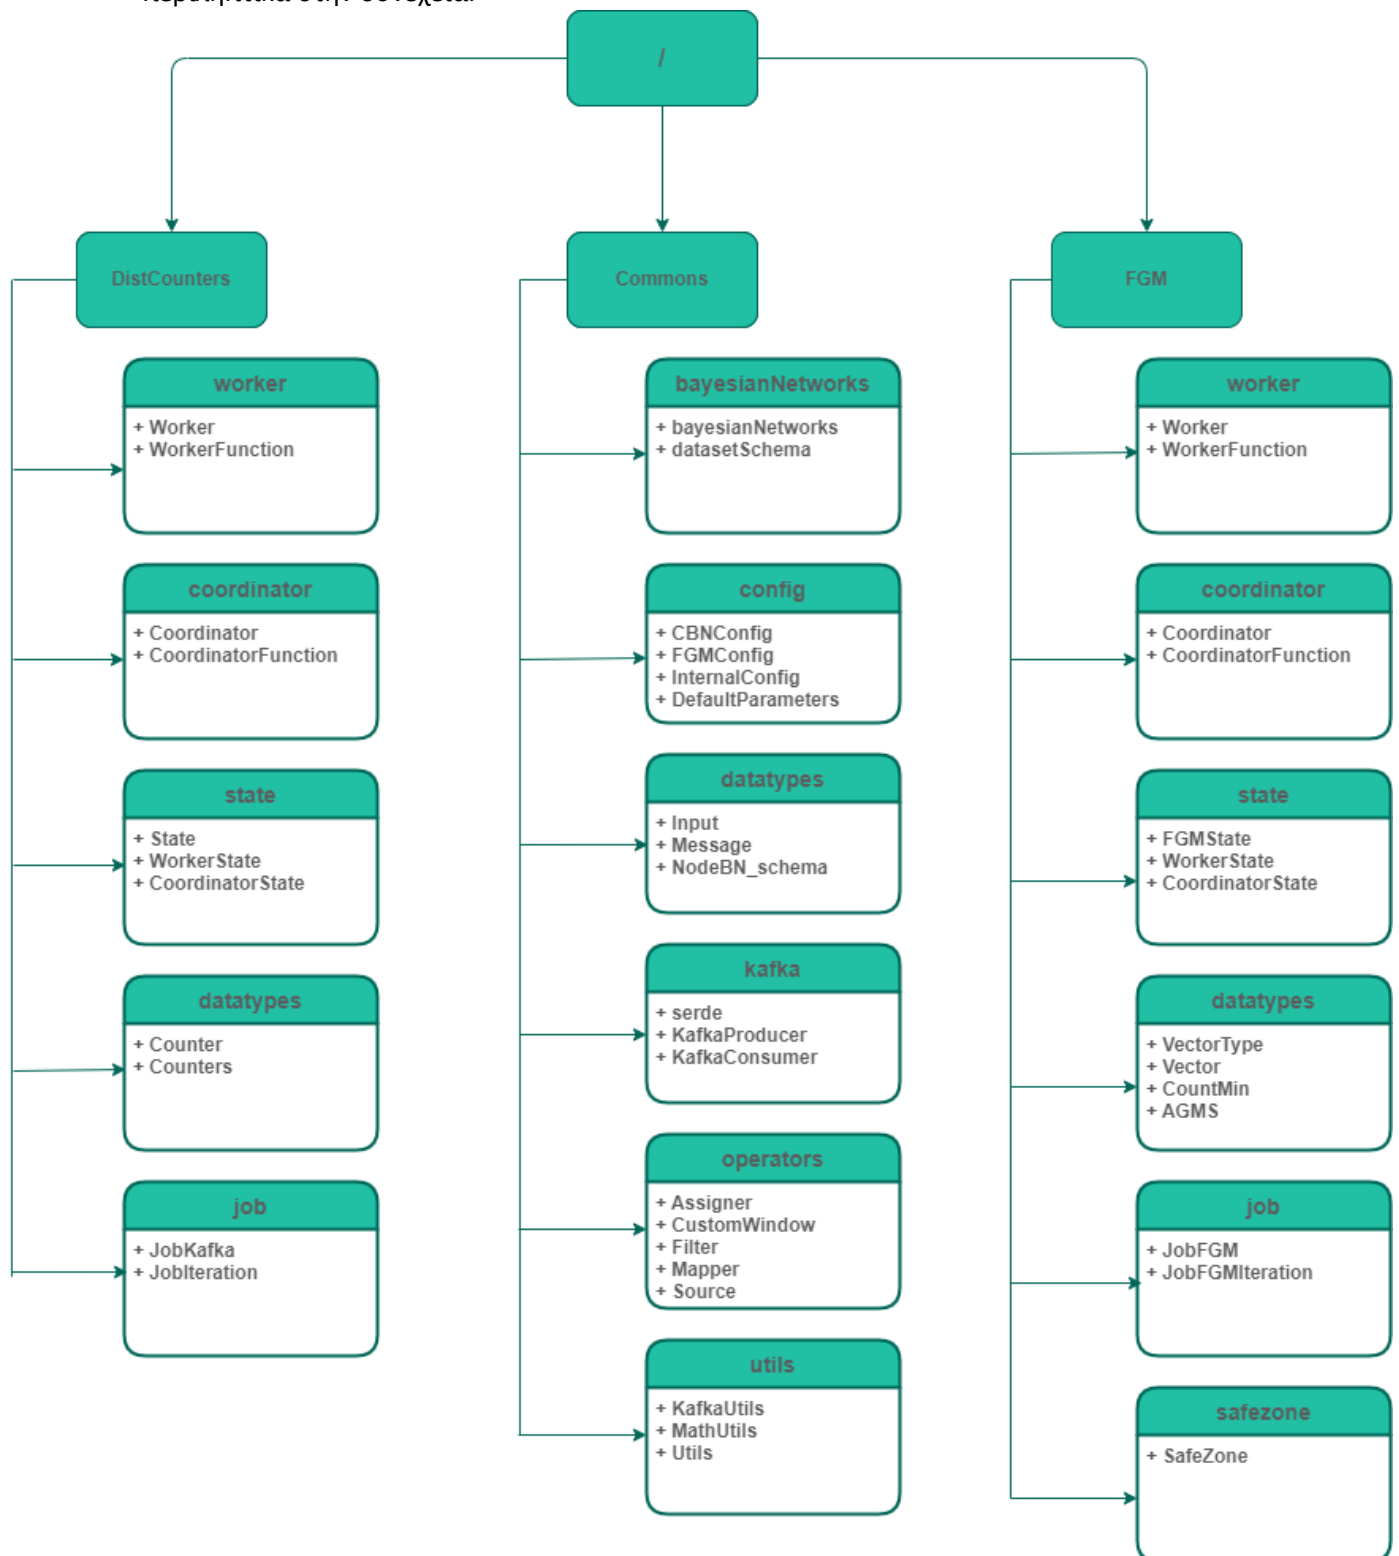 περιληπτικά στην συνέχεια.
/
DistCounters
Commons
FGM
worker
+ Worker
+ WorkerFunction
coordinator
+ Coordinator
+ CoordinatorFunction
state
+ State
+ WorkerState
+ CoordinatorState
datatypes
+ Counter
+ Counters
job
+ JobKafka
+ JobIteration
bayesianNetworks
+ bayesianNetworks
+ datasetSchema
config
+ CBNConfig
+ FGMConfig
+ InternalConfig
+ DefaultParameters
datatypes
+ Input
+ Message
+ NodeBN_schema
kafka
+ serde
+ KafkaProducer
+ KafkaConsumer
operators
+ Assigner
+ CustomWindow
+ Filter
+ Mapper
+ Source
utils
+ KafkaUtils
+ MathUtils
+ Utils
worker
+ Worker
+ WorkerFunction
coordinator
+ Coordinator
+ CoordinatorFunction
state
+ FGMState
+ WorkerState
+ CoordinatorState
datatypes
+ VectorType
+ Vector
+ CountMin
+ AGMS
job
+ JobFGM
+ JobFGMIteration
safezone
+ SafeZone